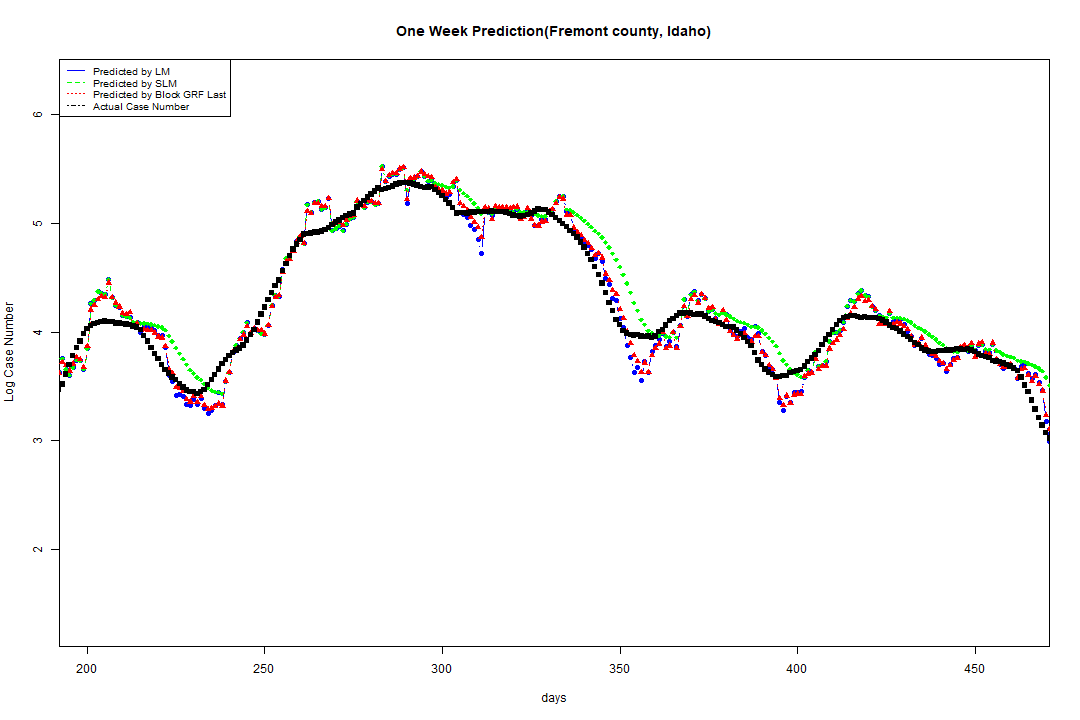 One Week Prediction(Fremont county, Idaho)
Predicted by LM
Predicted by SLM
Predicted by Block GRF Last
Actual Case Number
6
5
4
3
2
Log Case Number
200 250 300 350 400 450
days